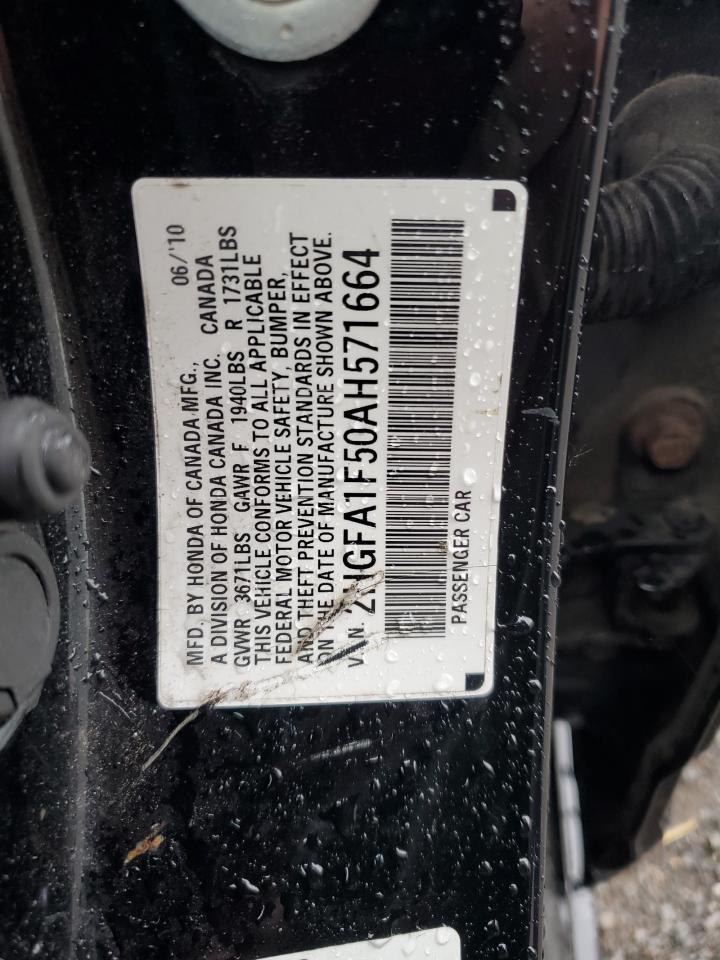 MFD. BY HONDA OF CANADA MFG., 06/'10
A DIVISION OF HONDA CANADA INC. CANADA
GVWR 3671LBS GAWR F 1940LBS R 1731LBS
THIS VEHICLE CONFORMS TO ALL APPLICABLE
FEDERAL MOTOR VEHICLE SAFETY, BUMPER,
AND THEFT PREVENTION STANDARDS IN EFFECT
ON THE DATE OF MANUFACTURE SHOWN ABOVE.
V.I.N. 2HGFA1F50AH571664
PASSENGER CAR